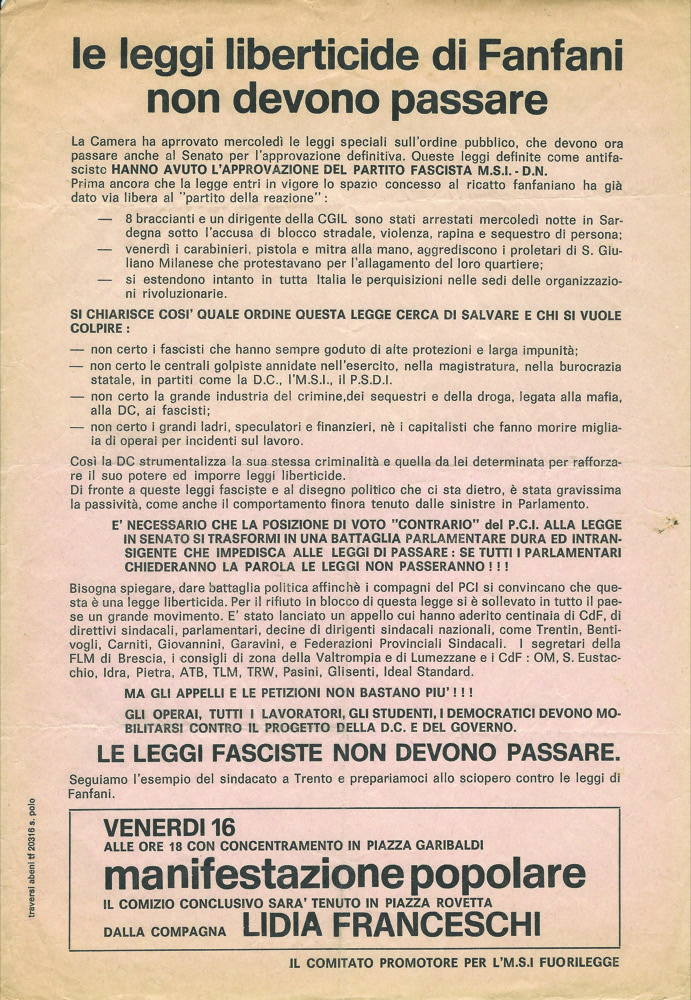 le leggi liberticide di Fanfani
non devono passare
La Camera ha aprrovato mercoledì le leggi speciali sull'ordine pubblico, che devono ora
passare anche al Senato per l'approvazione definitiva. Queste leggi definite come antifa-
sciste HANNO AVUTO L'APPROVAZIONE DEL PARTITO FASCISTA M.S.I. - D.N.
Prima ancora che la legge entri in vigore lo spazio concesso al ricatto fanfaniano ha già
dato via libera al "partito della reazione" :
— 8 braccianti e un dirigente della CGIL sono stati arrestati mercoledì notte in Sar-
degna sotto l'accusa di blocco stradale, violenza, rapina e sequestro di persona;
— venerdì i carabinieri, pistola e mitra alla mano, aggrediscono i proletari di S. Giu-
liano Milanese che protestavano per l'allagamento del loro quartiere;
— si estendono intanto in tutta Italia le perquisizioni nelle sedi delle organizzazio-
ni rivoluzionarie.
SI CHIARISCE COSI' QUALE ORDINE QUESTA LEGGE CERCA DI SALVARE E CHI SI VUOLE
COLPIRE :
— non certo i fascisti che hanno sempre goduto di alte protezioni e larga impunità;
— non certo le centrali golpiste annidate nell'esercito, nella magistratura, nella burocrazia
statale, in partiti come la D.C., l'M.S.I., il P.S.D.I.
— non certo la grande industria del crimine,dei sequestri e della droga, legata alla mafia,
alla DC, ai fascisti;
— non certo i grandi ladri, speculatori e finanzieri, nè i capitalisti che fanno morire miglia-
ia di operai per incidenti sul lavoro.
Così la DC strumentalizza la sua stessa criminalità e quella da lei determinata per rafforza-
re il suo potere ed imporre leggi liberticide.
Di fronte a queste leggi fasciste e al disegno politico che ci sta dietro, è stata gravissima
la passività, come anche il comportamento finora tenuto dalle sinistre in Parlamento.
E' NECESSARIO CHE LA POSIZIONE DI VOTO "CONTRARIO" del P.C.I. ALLA LEGGE
IN SENATO SI TRASFORMI IN UNA BATTAGLIA PARLAMENTARE DURA ED INTRAN-
SIGENTE CHE IMPEDISCA ALLE LEGGI DI PASSARE : SE TUTTI I PARLAMENTARI
CHIEDERANNO LA PAROLA LE LEGGI NON PASSERANNO ! ! !
Bisogna spiegare, dare battaglia politica affinchè i compagni del PCI si convincano che que-
sta è una legge liberticida. Per il rifiuto in blocco di questa legge si è sollevato in tutto il pae-
se un grande movimento. E' stato lanciato un appello cui hanno aderito centinaia di CdF, di
direttivi sindacali, parlamentari, decine di dirigenti sindacali nazionali, come Trentin, Benti-
vogli, Carniti, Giovannini, Garavini, e Federazioni Provinciali Sindacali. I segretari della
FLM di Brescia, i consigli di zona della Valtrompia e di Lumezzane e i CdF : OM, S. Eustac-
chio, Idra, Pietra, ATB, TLM, TRW, Pasini, Glisenti, Ideal Standard.
MA GLI APPELLI E LE PETIZIONI NON BASTANO PIU' ! ! !
GLI OPERAI, TUTTI I LAVORATORI, GLI STUDENTI, I DEMOCRATICI DEVONO MO-
BILITARSI CONTRO IL PROGETTO DELLA D.C. E DEL GOVERNO.
LE LEGGI FASCISTE NON DEVONO PASSARE.
Seguiamo l'esempio del sindacato a Trento e prepariamoci allo sciopero contro le leggi di
Fanfani.
VENERDI 16
ALLE ORE 18 CON CONCENTRAMENTO IN PIAZZA GARIBALDI
manifestazione popolare
IL COMIZIO CONCLUSIVO SARA' TENUTO IN PIAZZA ROVETTA
DALLA COMPAGNA LIDIA FRANCESCHI
IL COMITATO PROMOTORE PER L'M.S.I FUORILEGGE
traversi abeni tf 20316 s. polo